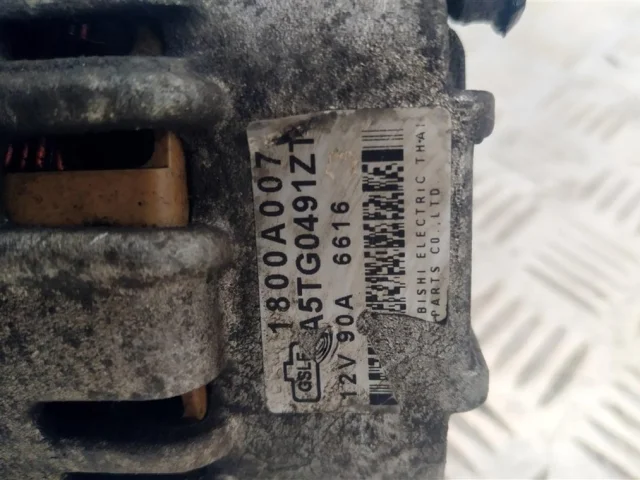 1800A007
A5TG0491ZT
GSLF
12V 90A 6616
BISHI ELECTRIC THAI
PARTS CO.,LTD.